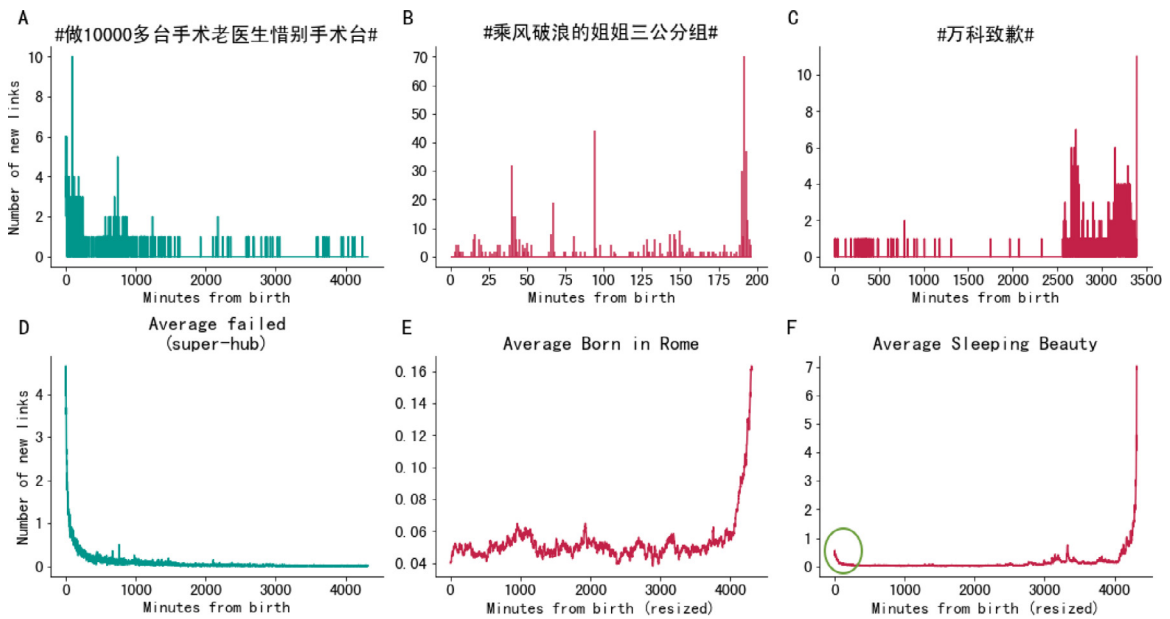 A
#做10000多台手术老医生惜别手术台#
Number of new links
10
8
6
4
2
0
0 1000 2000 3000 4000
Minutes from birth
B
#乘风破浪的姐姐三公分组#
70
60
50
40
30
20
10
0
0 25 50 75 100 125 150 175 200
Minutes from birth
C
#万科致歉#
10
8
6
4
2
0
0 500 1000 1500 2000 2500 3000 3500
Minutes from birth
D
Average failed
(super-hub)
Number of new links
4
3
2
1
0
0 1000 2000 3000 4000
Minutes from birth
E
Average Born in Rome
0.16
0.14
0.12
0.10
0.08
0.06
0.04
0 1000 2000 3000 4000
Minutes from birth (resized)
F
Average Sleeping Beauty
7
6
5
4
3
2
1
0
0 1000 2000 3000 4000
Minutes from birth (resized)